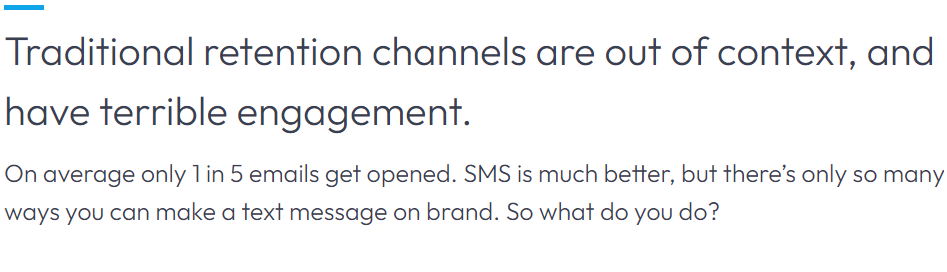 Traditional retention channels are out of context, and
have terrible engagement.
On average only 1 in 5 emails get opened. SMS is much better, but there’s only so many
ways you can make a text message on brand. So what do you do?